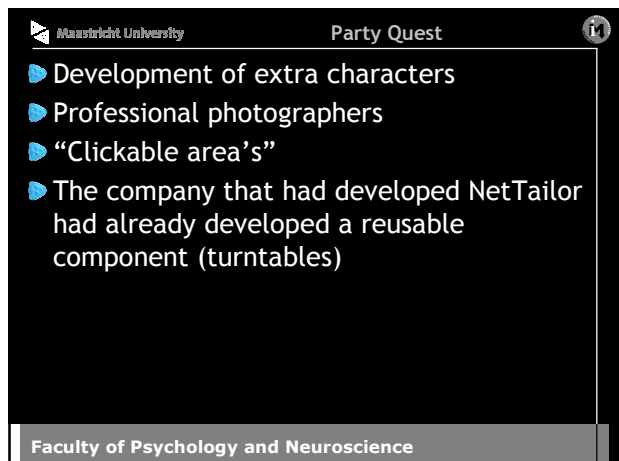 Maastricht University
Party Quest
Development of extra characters
Professional photographers
“Clickable area’s”
The company that had developed NetTailor
had already developed a reusable
component (turntables)
Faculty of Psychology and Neuroscience